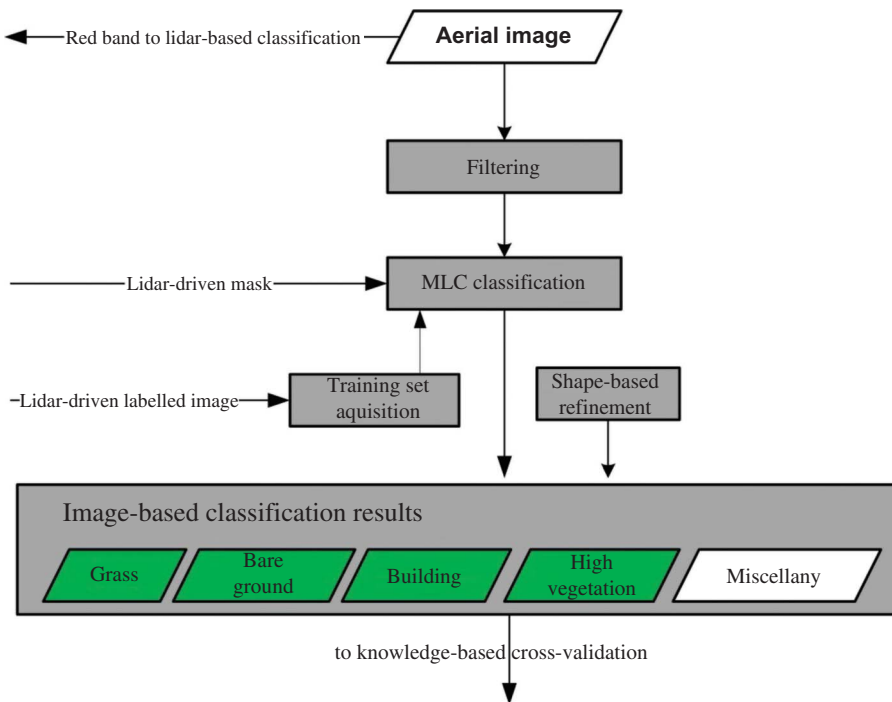 Red band to lidar-based classification
Aerial image
Filtering
Lidar-driven mask
MLC classification
Lidar-driven labelled image
Training set
aquisition
Shape-based
refinement
Image-based classification results
Grass
Bare
ground
Building
High
vegetation
Miscellany
to knowledge-based cross-validation